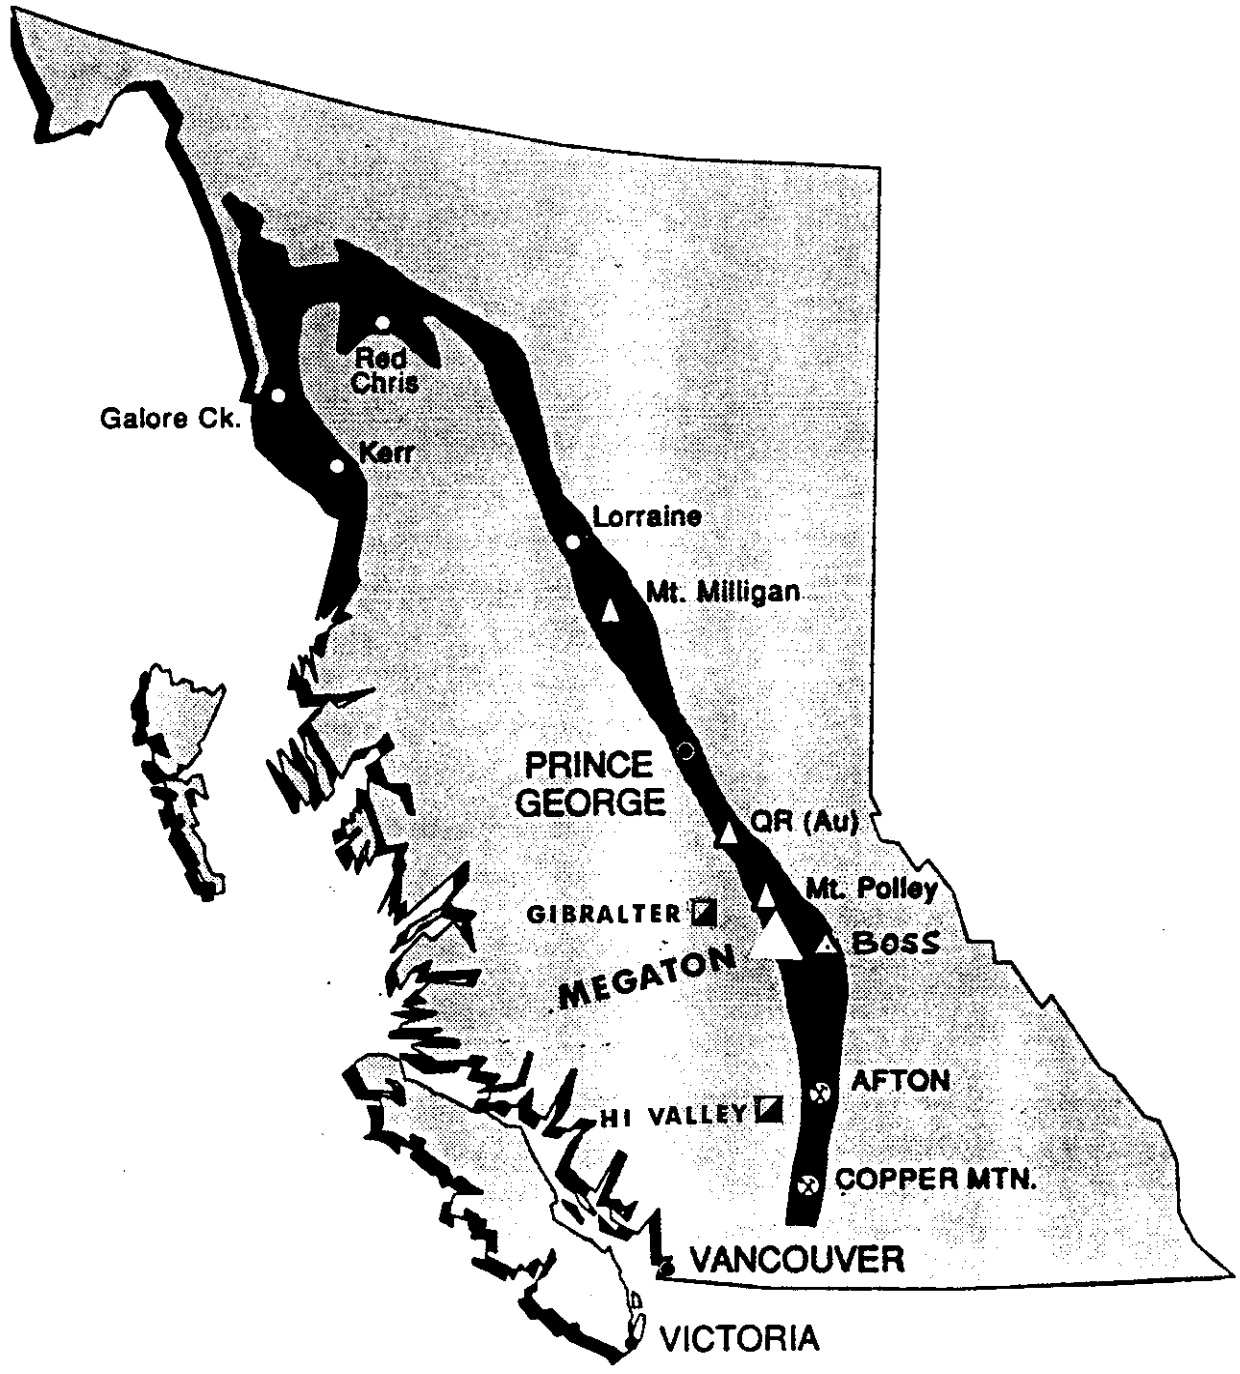 Red
Chris
Galore Ck.
Kerr
Lorraine
Mt. Milligan
PRINCE
GEORGE
QR (Au)
Mt. Polley
GIBRALTER
BOSS
MEGATON
AFTON
HI VALLEY
COPPER MTN.
VANCOUVER
VICTORIA